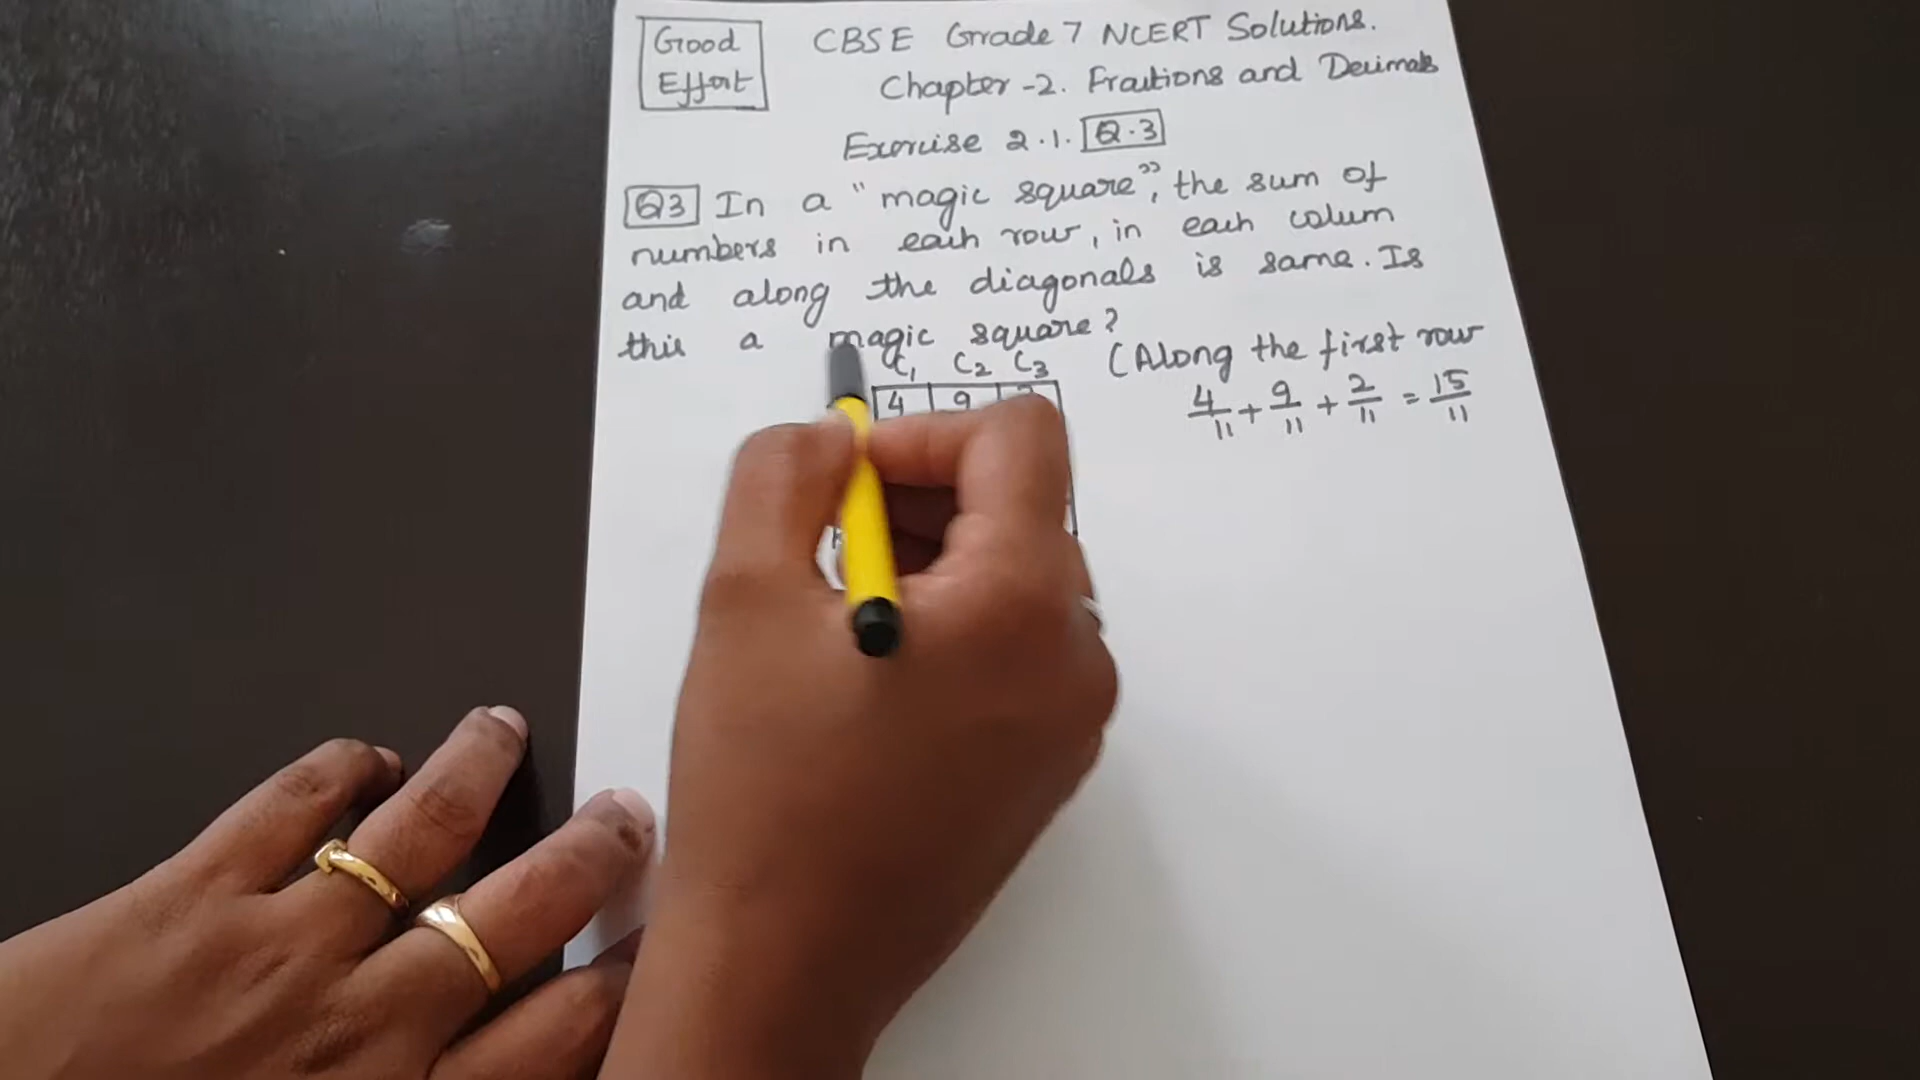 Good
Effort
CBSE Grade 7 NCERT Solutions.
Chapter-2. Fractions and Decimals
Exercise 2.1. Q.3
Q3 In a "magic square", the sum of
numbers in each row, in each colum
and along the diagonals is same. Is
this a magic square?
C1 C2 C3
4 9
(Along the first row
4/11 + 9/11 + 2/11 = 15/11